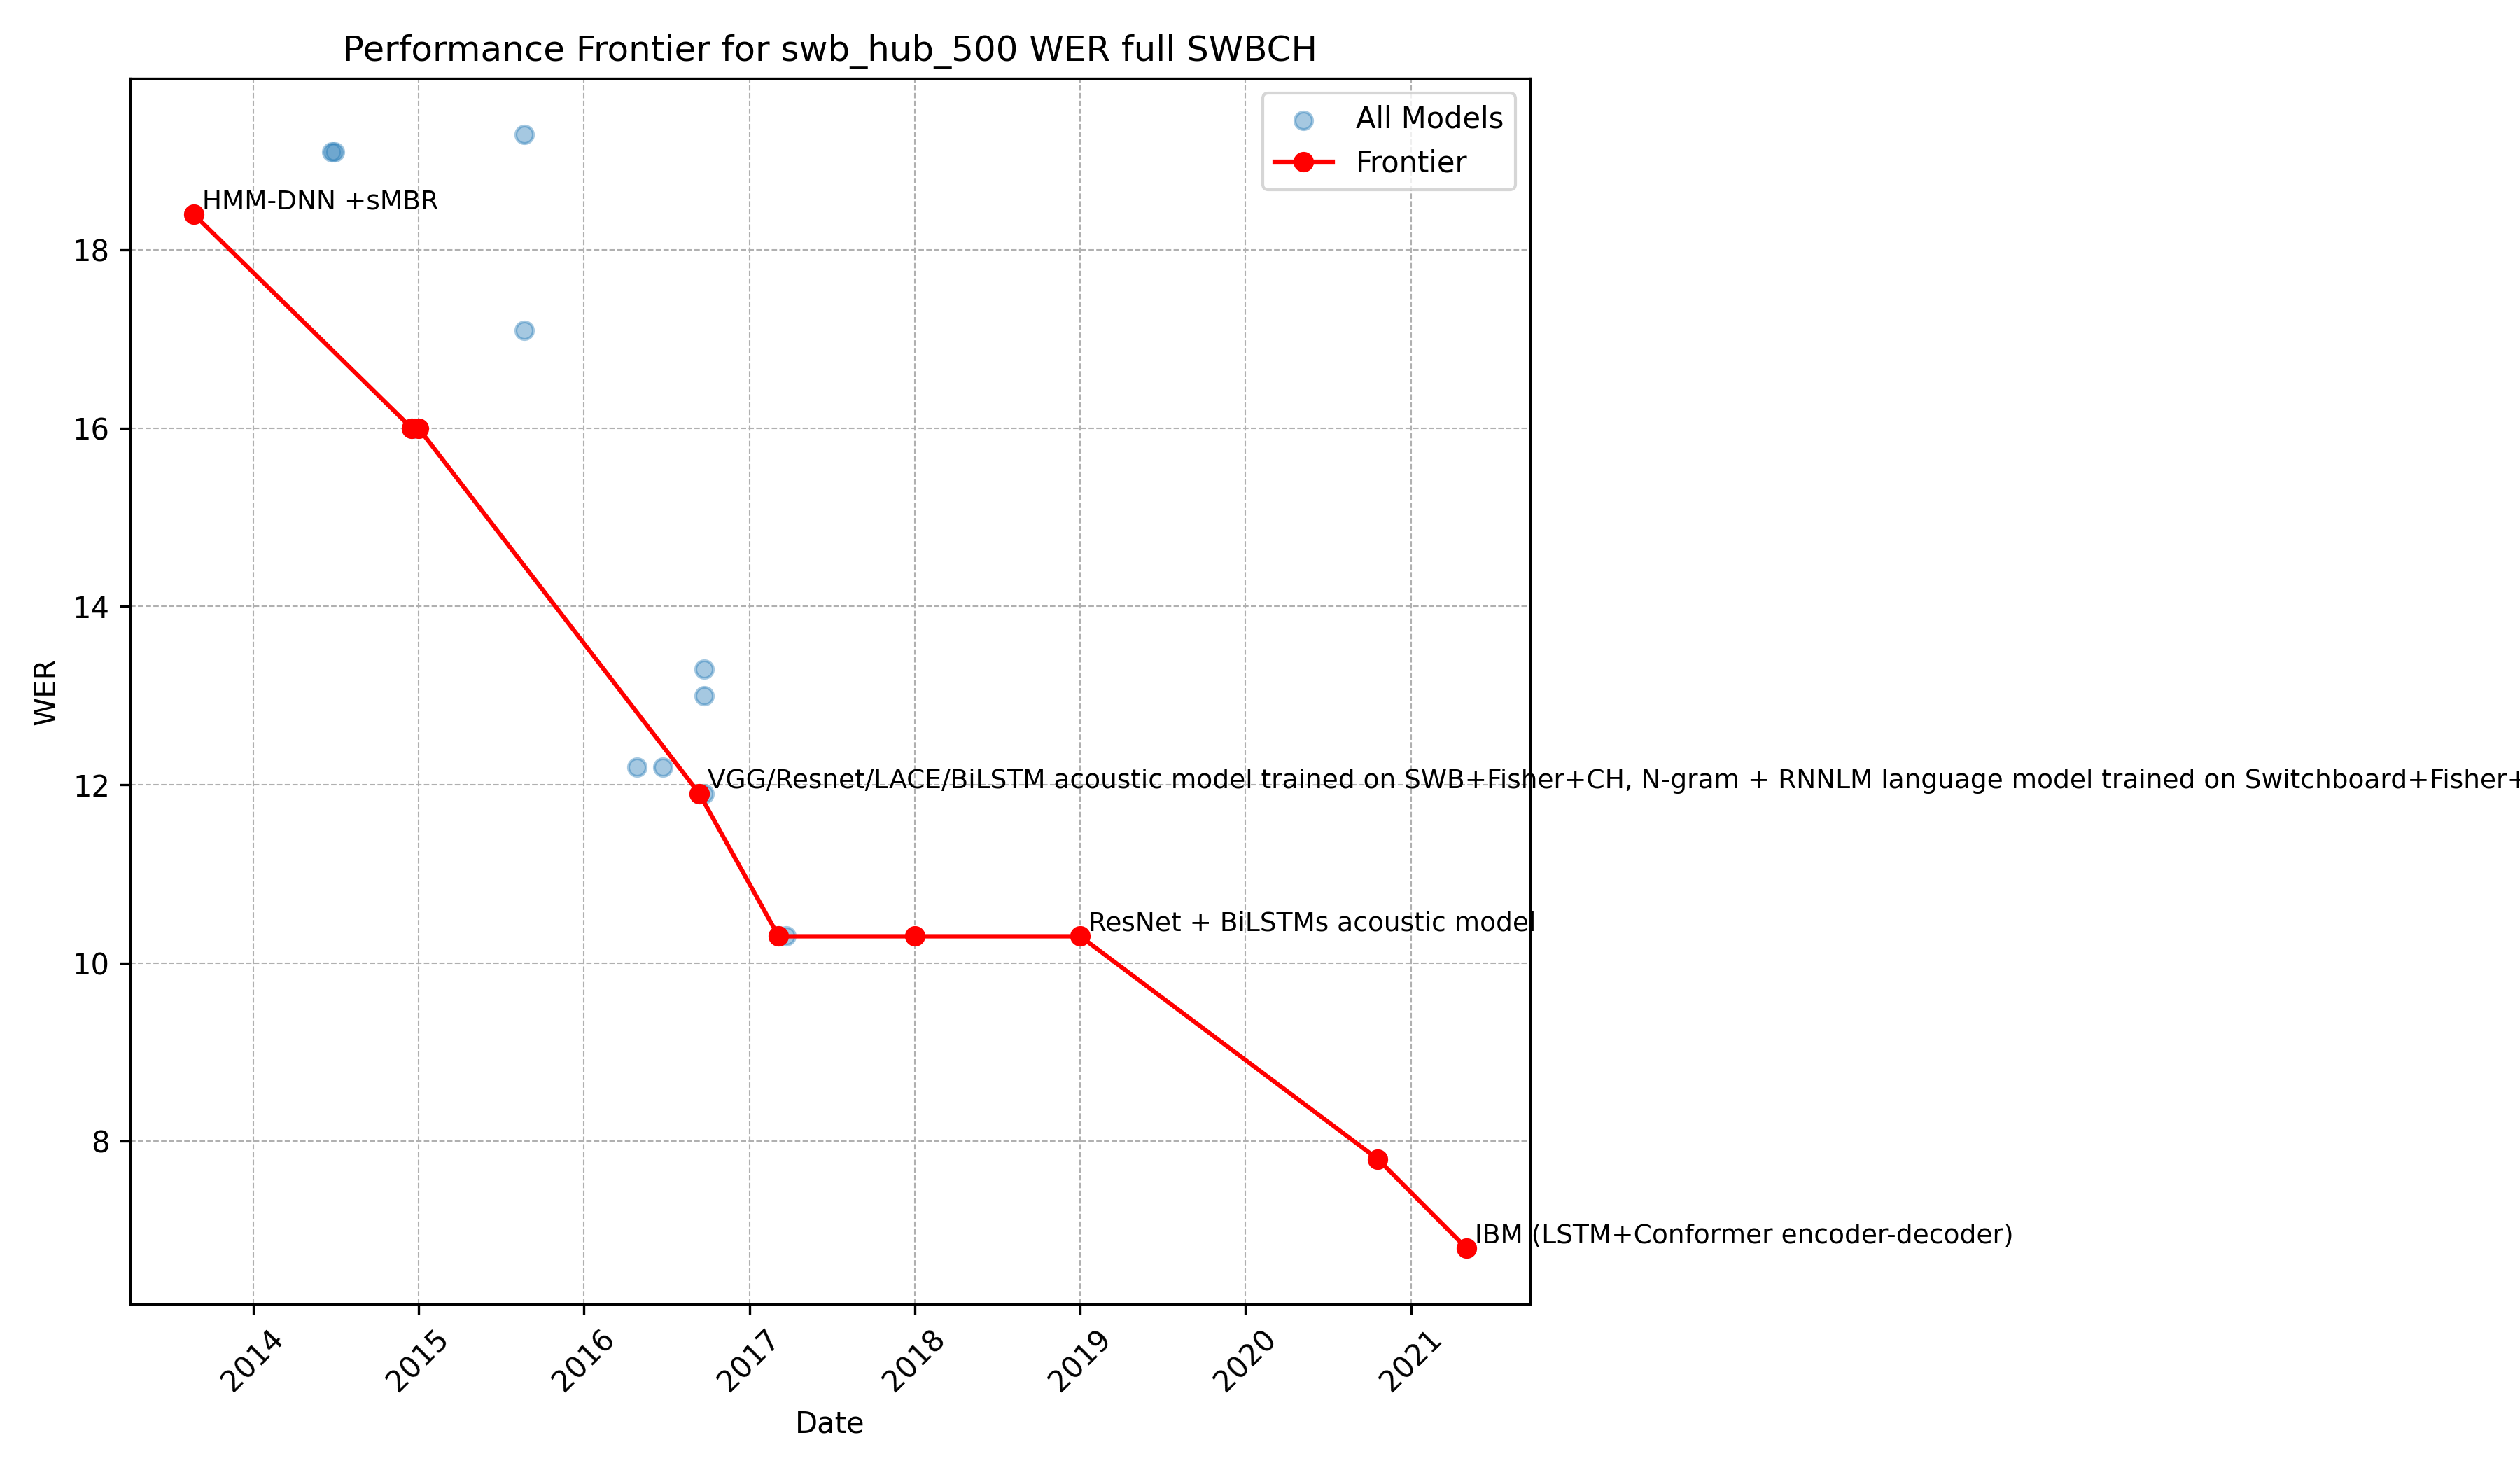 Performance Frontier for swb_hub_500 WER full SWBCH
All Models
Frontier
HMM-DNN +sMBR
VGG/Resnet/LACE/BiLSTM acoustic model trained on SWB+Fisher+CH, N-gram + RNNLM language model trained on Switchboard+Fisher+
ResNet + BiLSTMs acoustic model
IBM (LSTM+Conformer encoder-decoder)
WER
18
16
14
12
10
8
2014
2015
2016
2017
2018
2019
2020
2021
Date